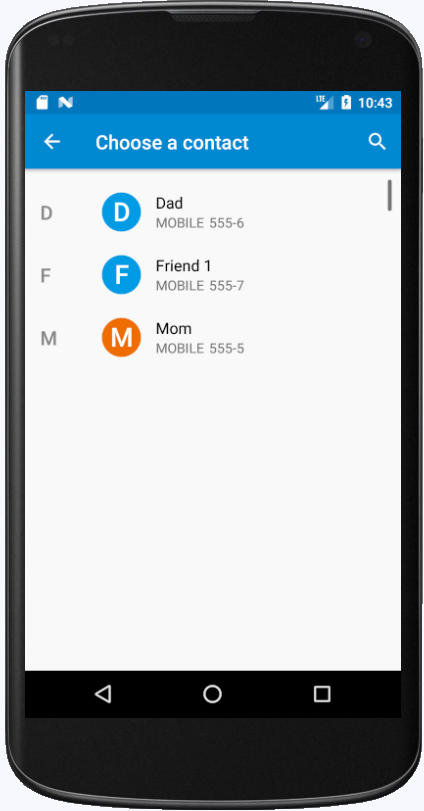 LTE 10:43
Choose a contact
D
D
Dad
MOBILE 555-6
F
F
Friend 1
MOBILE 555-7
M
M
Mom
MOBILE 555-5